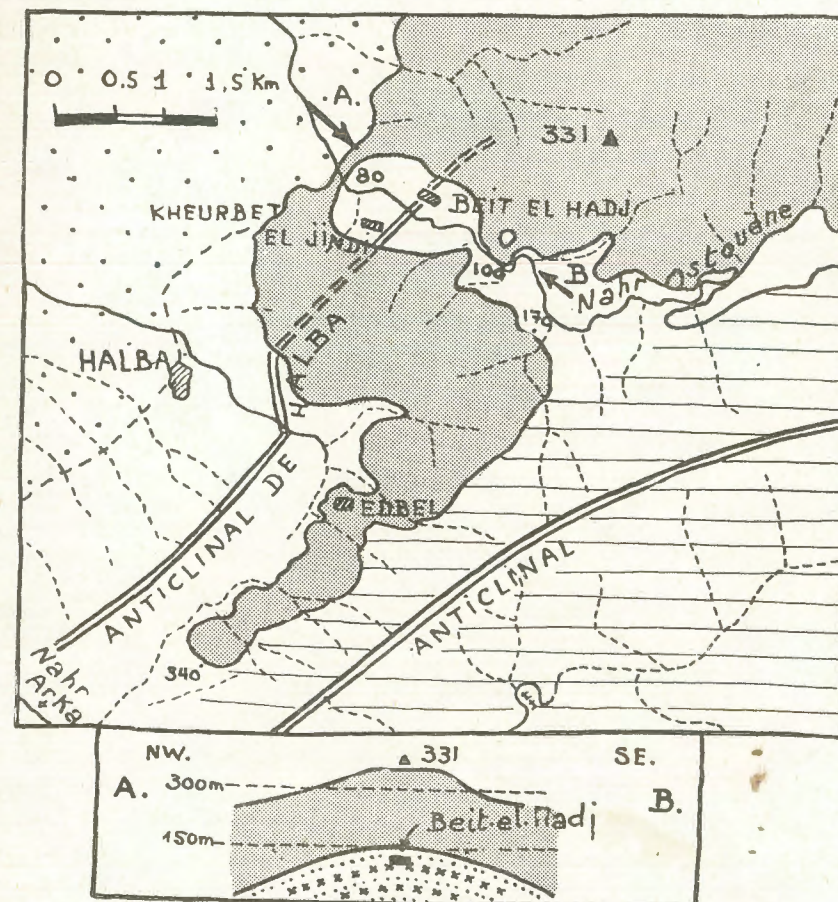 0 0.5 1 1,5 Km
A.
331
80
KHEURBET
EL JINDI
BEIT EL HADJ
100
B
Nahr Ostouène
179
HALBA
ANTICLINAL DE HALBA
EDBEL
ANTICLINAL
340
Nahr
Arka
NW. 331 SE.
A. 300m B.
150m Beit.el.Hadj